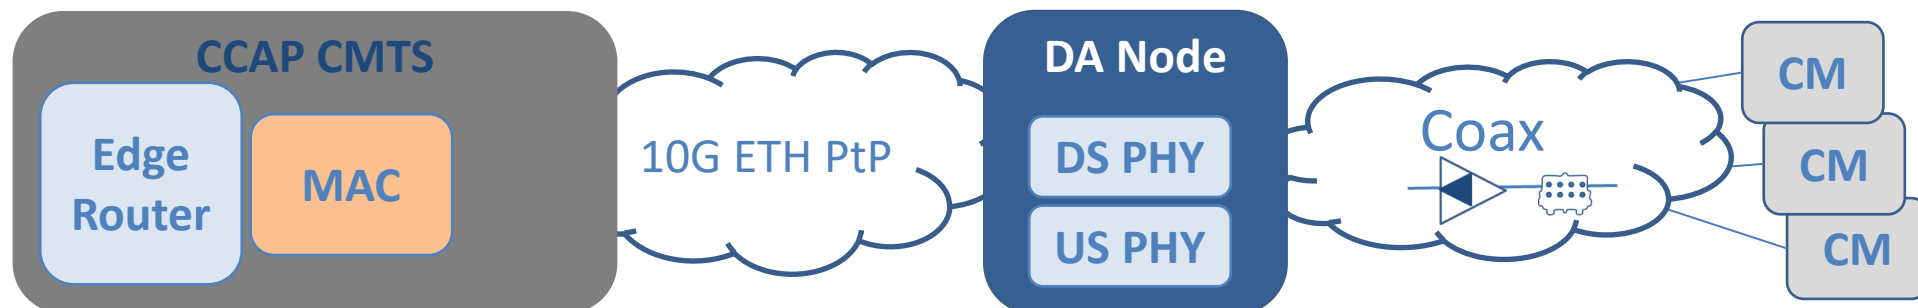 CCAP CMTS
Edge
Router
MAC
10G ETH PtP
DA Node
DS PHY
US PHY
Coax
CM
CM
CM